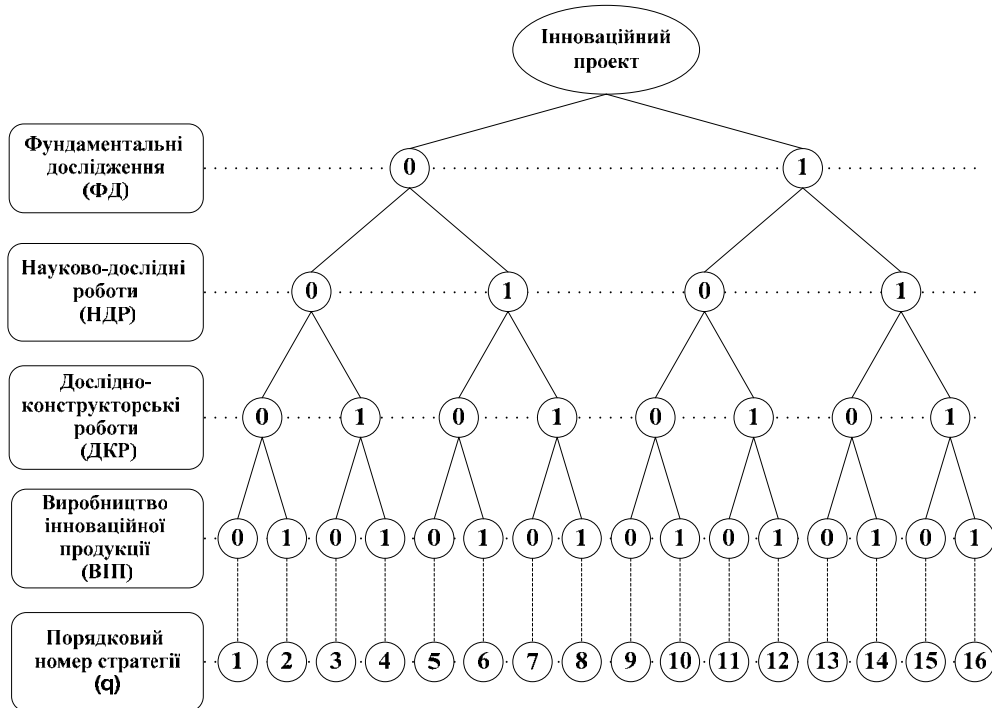 Інноваційний
проект
Фундаментальні
дослідження
(ФД)
0 1
Науково-дослідні
роботи
(НДР)
0 1 0 1
Дослідно-
конструкторські
роботи
(ДКР)
0 1 0 1 0 1 0 1
Виробництво
інноваційної
продукції
(ВІП)
0 1 0 1 0 1 0 1 0 1 0 1 0 1 0 1
Порядковий
номер стратегії
(q)
1 2 3 4 5 6 7 8 9 10 11 12 13 14 15 16